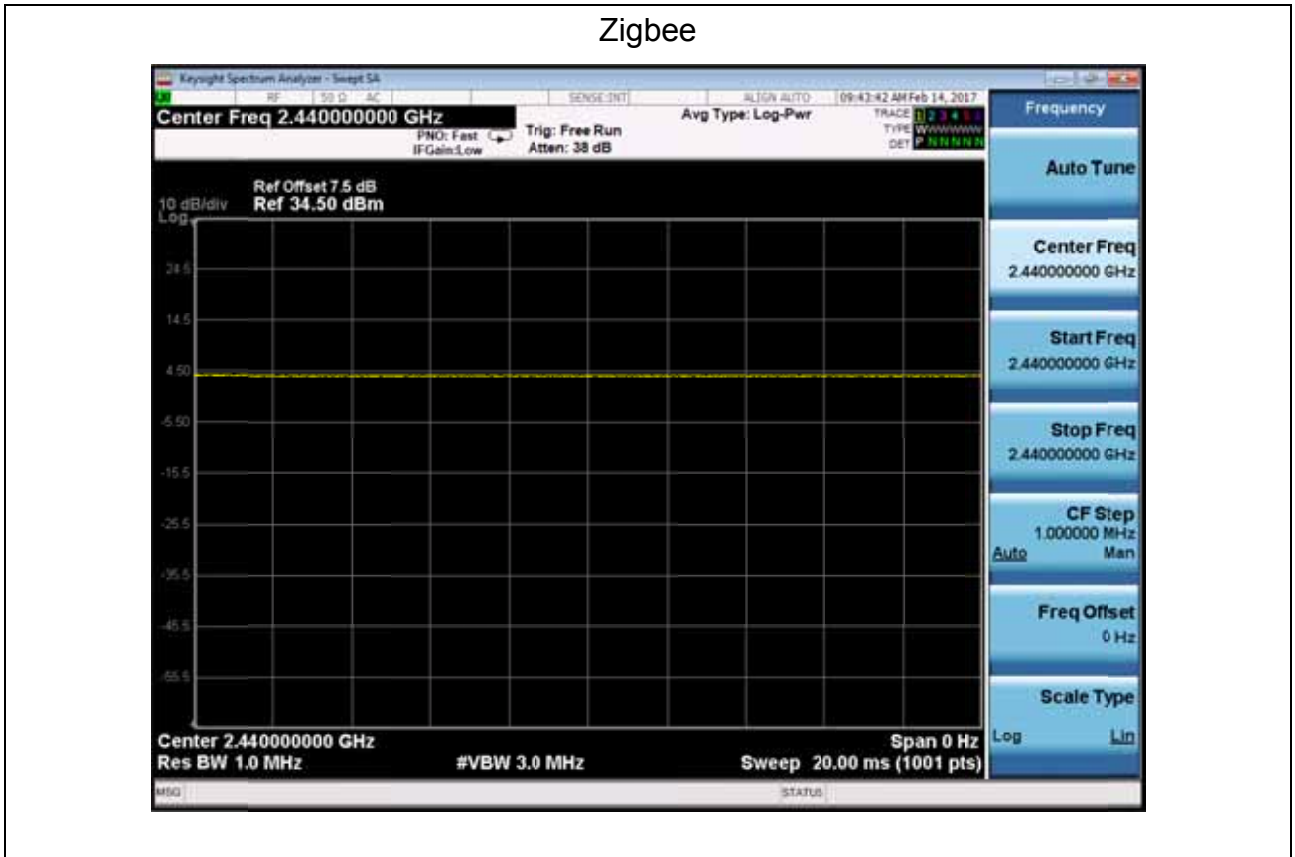 Zigbee
Keysight Spectrum Analyzer - Swept SA
RF 50 Ω AC SENSE:INT ALIGN AUTO 09:43:42 AM Feb 14, 2017
Center Freq 2.440000000 GHz
PNO: Fast
IFGain:Low
Trig: Free Run
Atten: 38 dB
Avg Type: Log-Pwr
TRACE 1 2 3 4 5 6
TYPE WWWWWW
DET P N N N N N
Ref Offset 7.5 dB
10 dB/div Ref 34.50 dBm
Log
24.5
14.5
4.50
-5.50
-15.5
-25.5
-35.5
-45.5
-55.5
Center 2.440000000 GHz Span 0 Hz
Res BW 1.0 MHz #VBW 3.0 MHz Sweep 20.00 ms (1001 pts)
MSG STATUS
Frequency
Auto Tune
Center Freq
2.440000000 GHz
Start Freq
2.440000000 GHz
Stop Freq
2.440000000 GHz
CF Step
1.000000 MHz
Auto Man
Freq Offset
0 Hz
Scale Type
Log Lin